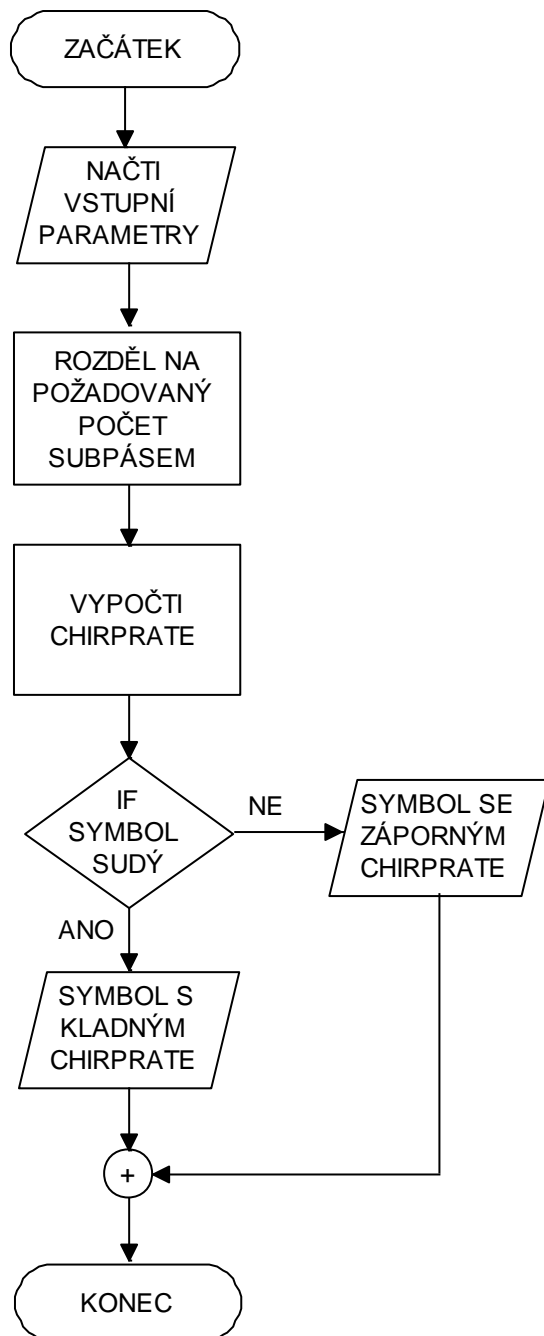 ZAČÁTEK
NAČTI
VSTUPNÍ
PARAMETRY
ROZDĚL NA
POŽADOVANÝ
POČET
SUBPÁSEM
VYPOČTI
CHIRPRATE
IF
SYMBOL
SUDÝ
NE
SYMBOL SE
ZÁPORNÝM
CHIRPRATE
ANO
SYMBOL S
KLADNÝM
CHIRPRATE
+
KONEC